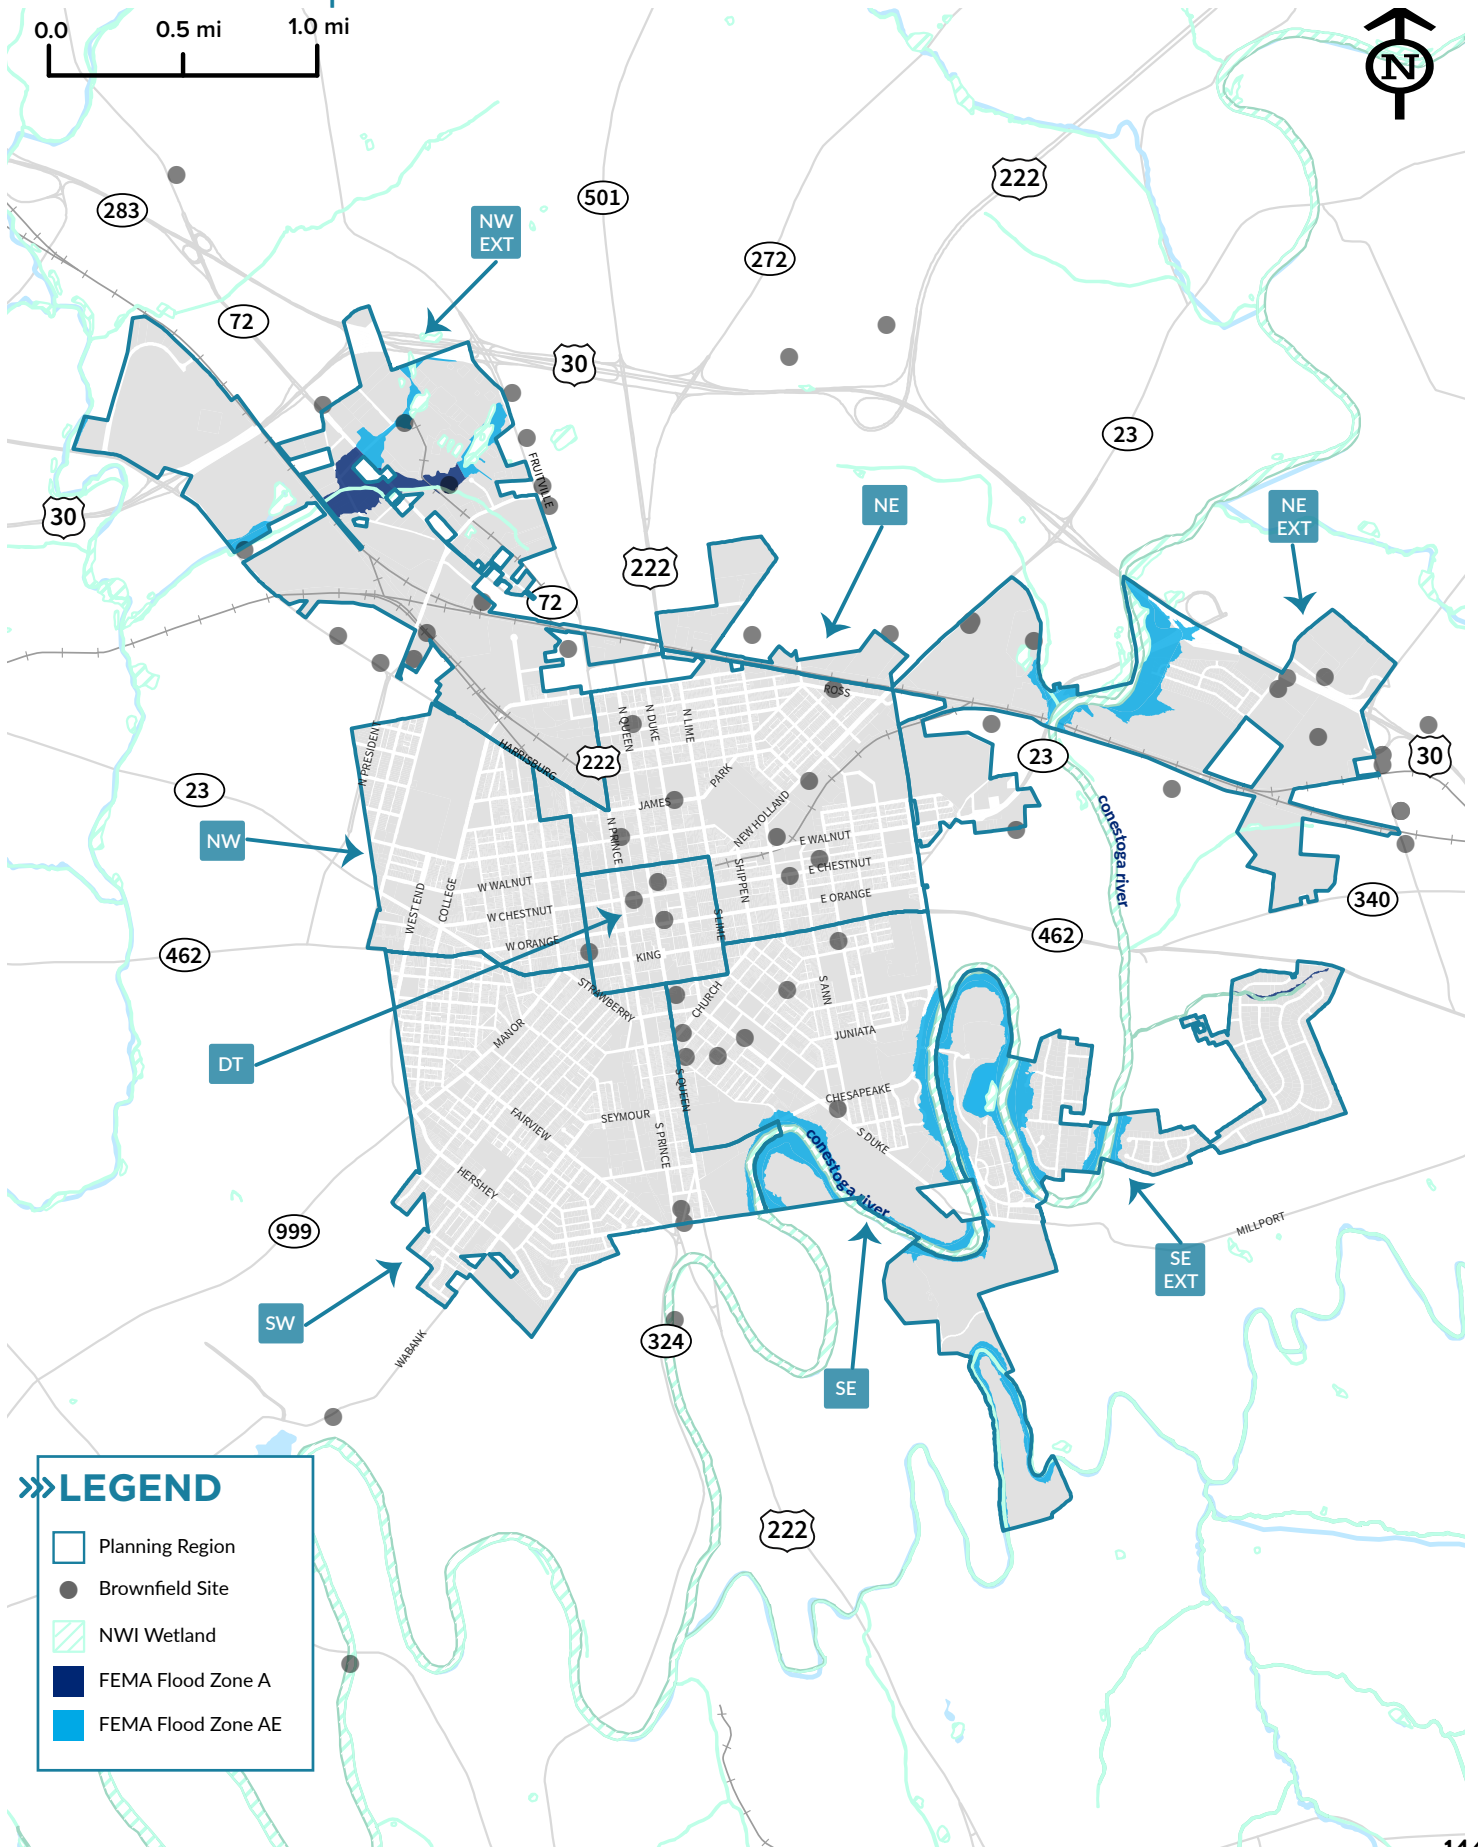 0.0
0.5 mi
1.0 mi
N
222
501
283
NW
EXT
272
72
30
23
FRUITVILLE
30
NE
NE
EXT
222
72
ROSS
N QUEEN
N DUKE
N LIME
N PRESIDENT
HARRISBURG
222
23
30
PARK
23
JAMES
NEW HOLLAND
conestoga river
NW
N PRINCE
E WALNUT
E CHESTNUT
SHIPPEN
W WALNUT
WEST END
COLLEGE
E ORANGE
340
W CHESTNUT
S LIME
462
W ORANGE
462
KING
STRAWBERRY
CHURCH
S ANN
MANOR
JUNIATA
DT
S QUEEN
CHESAPEAKE
FAIRVIEW
SEYMOUR
S PRINCE
S DUKE
conestoga river
HERSHEY
999
MILLPORT
SE
EXT
SW
WABANK
324
SE
LEGEND
Planning Region
Brownfield Site
NWI Wetland
FEMA Flood Zone A
FEMA Flood Zone AE
222